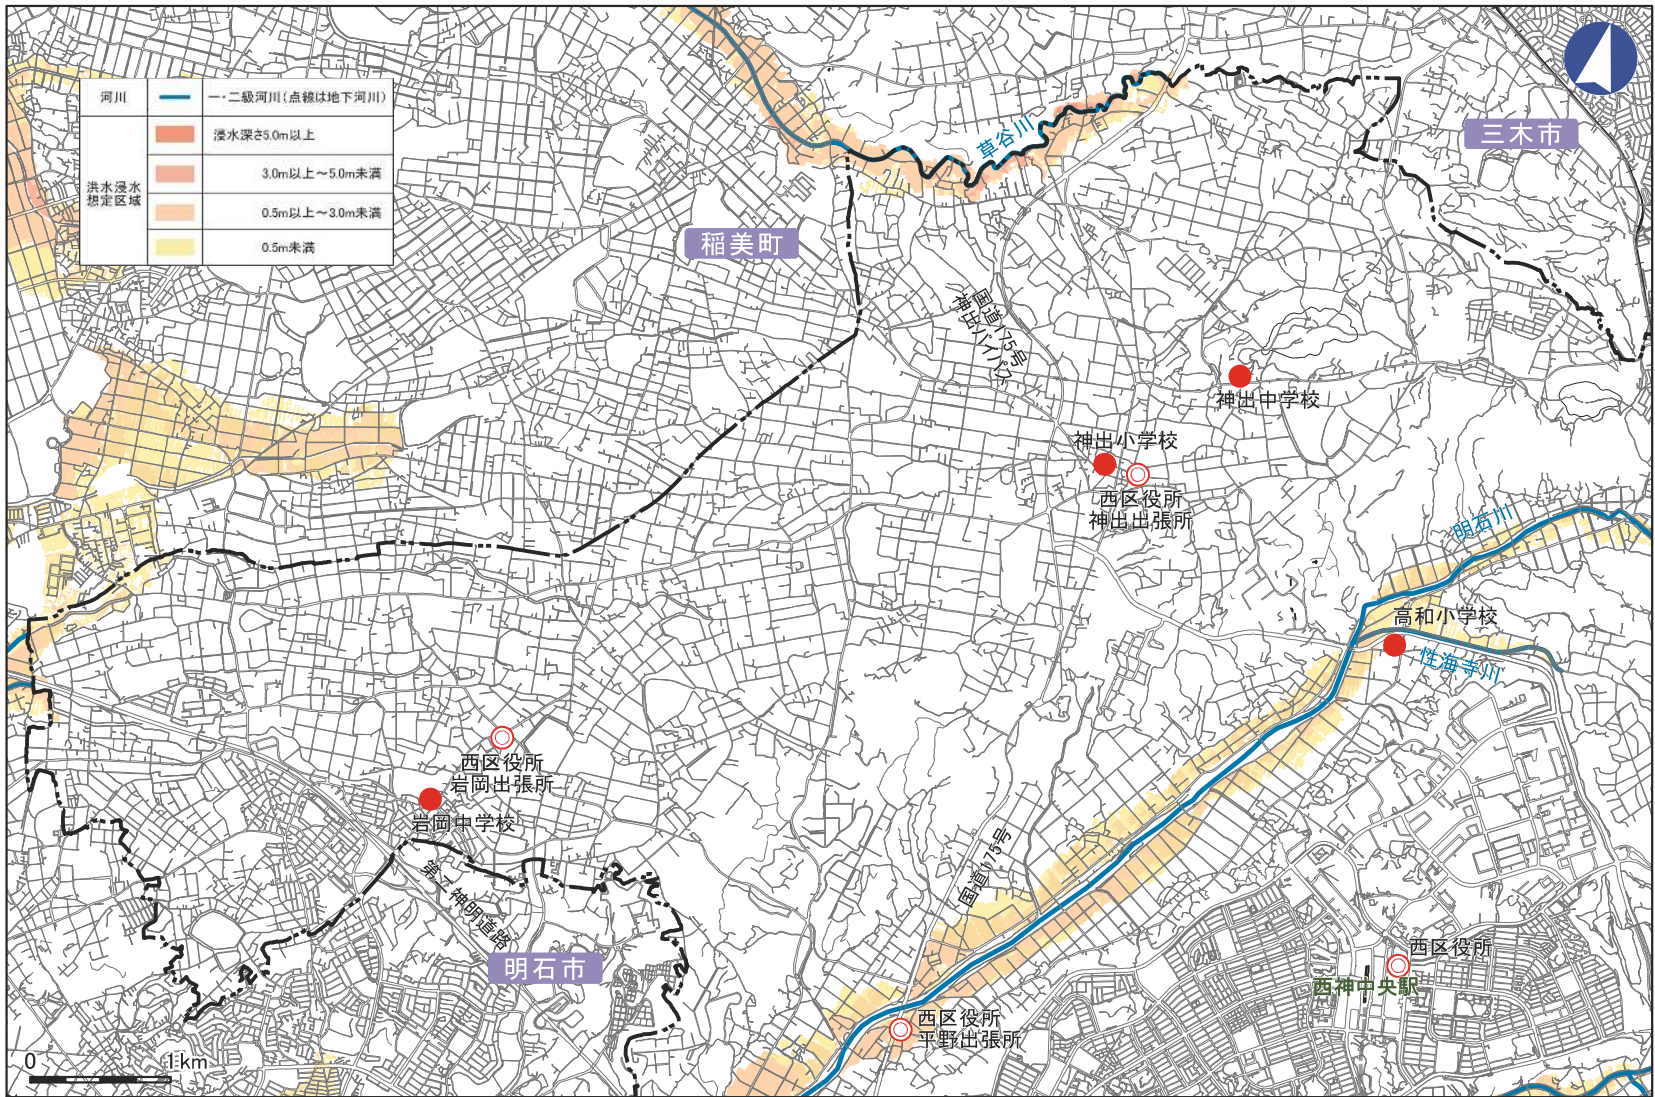 河川
一・二級河川(点線は地下河川)
洪水浸水
想定区域
浸水深さ5.0m以上
3.0m以上～5.0m未満
0.5m以上～3.0m未満
0.5m未満
草谷川
三木市
稲美町
国道175号
神出バイパス
神出中学校
神出小学校
西区役所
神出出張所
明石川
高和小学校
性海寺川
西区役所
岩岡出張所
岩岡中学校
第二神明道路
国道175号
明石市
西区役所
西神中央駅
西区役所
平野出張所
0
1km